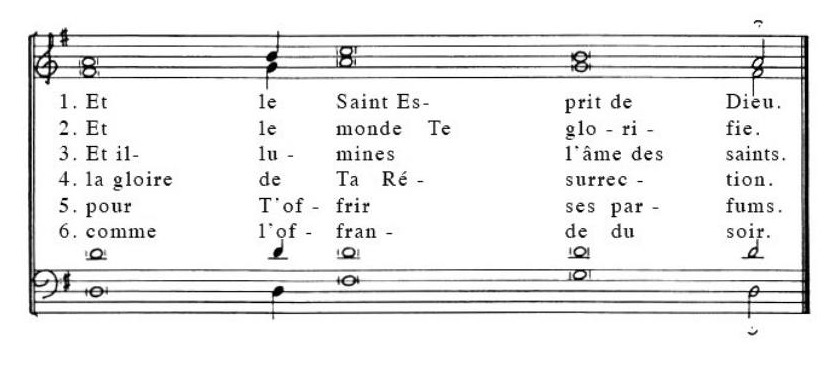 1. Et le Saint Es- prit de Dieu.
2. Et le monde Te glo - ri - fie.
3. Et il- lu - mines l'âme des saints.
4. la gloire de Ta Ré - surrec - tion.
5. pour T'of - frir ses par - fums.
6. comme l'of - fran - de du soir.